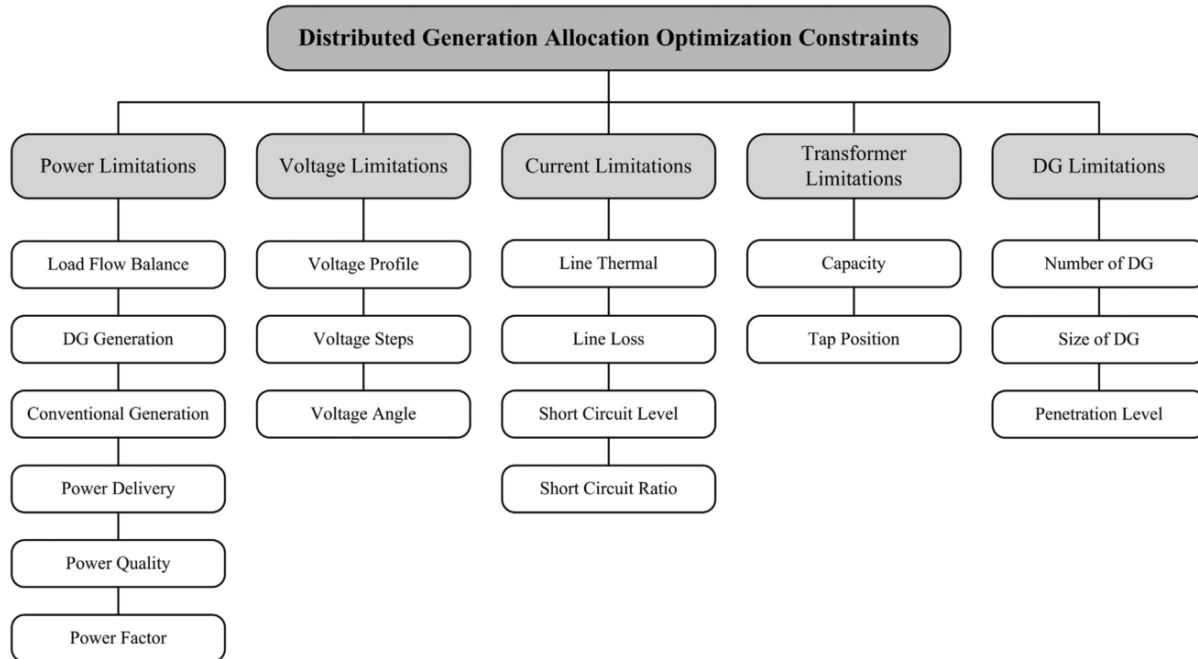 Distributed Generation Allocation Optimization Constraints
Power Limitations
Load Flow Balance
DG Generation
Conventional Generation
Power Delivery
Power Quality
Power Factor
Voltage Limitations
Voltage Profile
Voltage Steps
Voltage Angle
Current Limitations
Line Thermal
Line Loss
Short Circuit Level
Short Circuit Ratio
Transformer
Limitations
Capacity
Tap Position
DG Limitations
Number of DG
Size of DG
Penetration Level